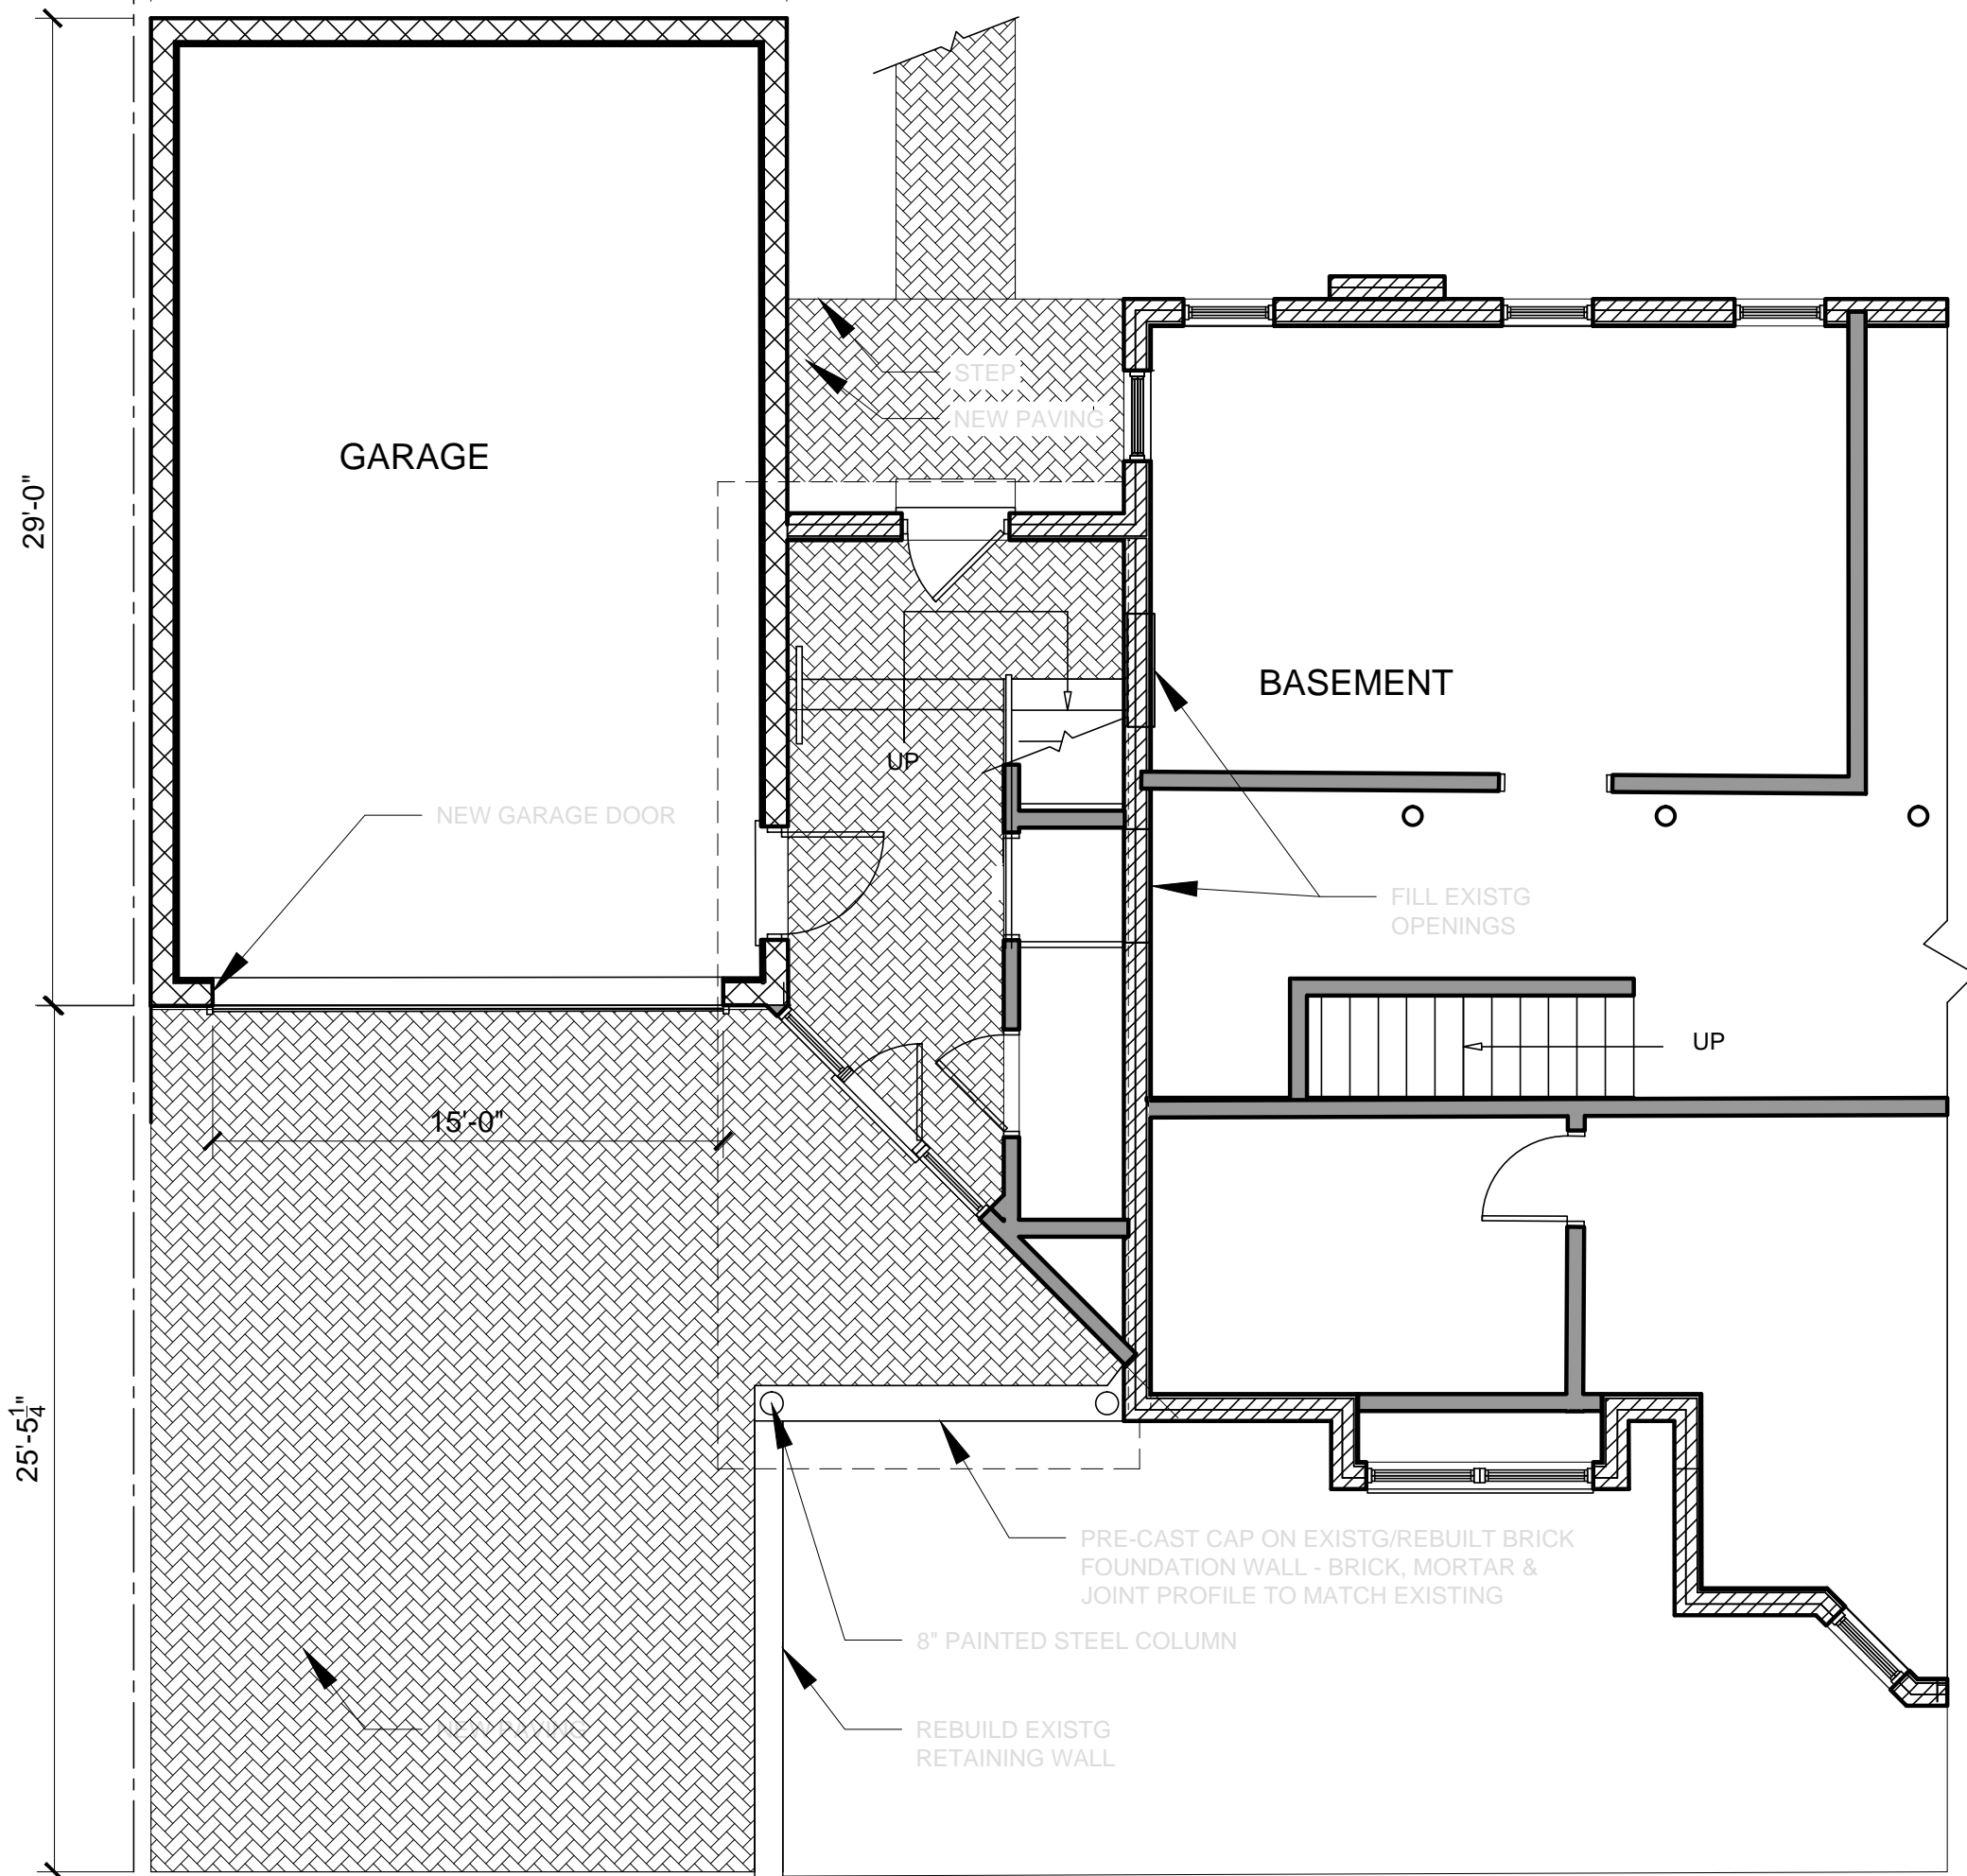 STEP
NEW PAVING
GARAGE
29'-0"
BASEMENT
UP
NEW GARAGE DOOR
FILL EXISTG
OPENINGS
UP
15'-0"
25'-5 1/4"
PRE-CAST CAP ON EXISTG/REBUILT BRICK
FOUNDATION WALL - BRICK, MORTAR &
JOINT PROFILE TO MATCH EXISTING
8" PAINTED STEEL COLUMN
NEW PAVING
REBUILD EXISTG
RETAINING WALL